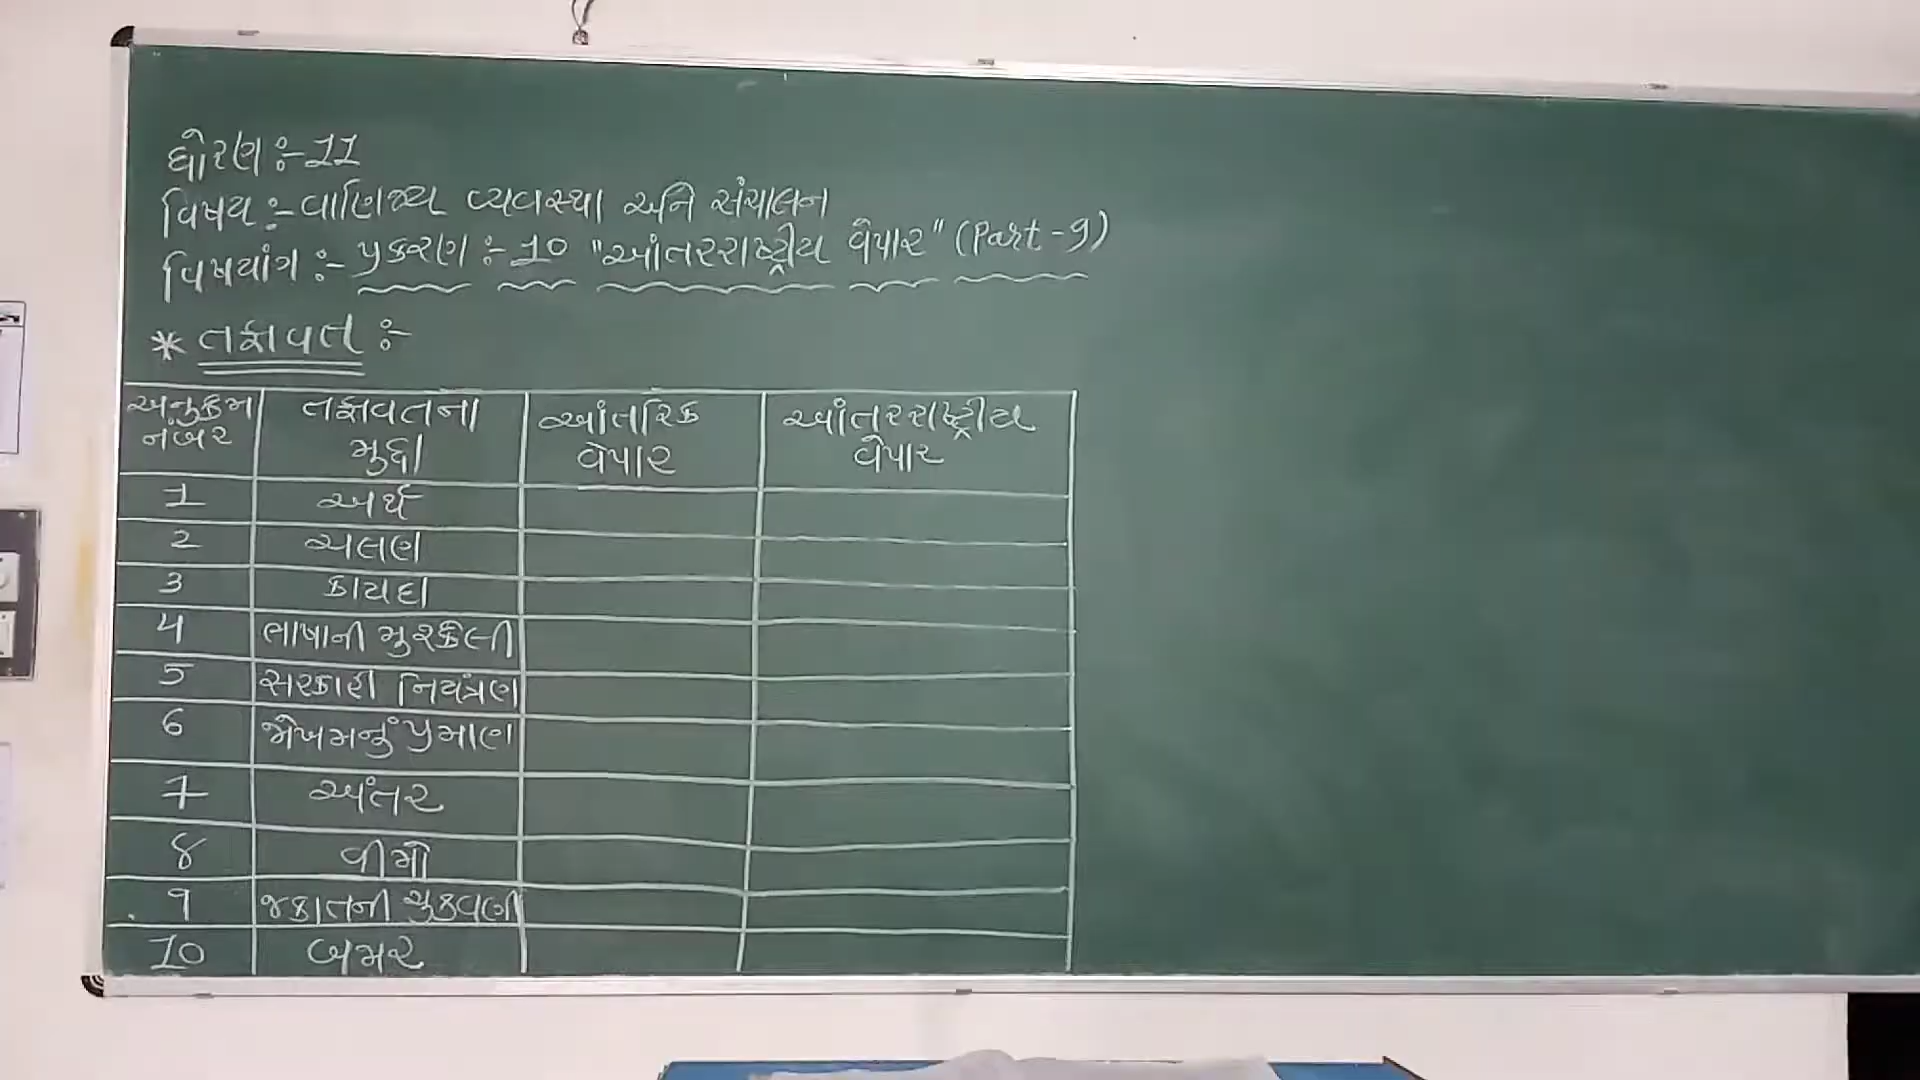 ધોરણ :- 11
વિષય :- વાણિજ્ય વ્યવસ્થા અને સંચાલન
વિષયાંગ :- પ્રકરણ :- 10 "આંતરરાષ્ટ્રીય વેપાર" (Part - 9)
* તફાવત :-
અનુક્રમ નંબર | તફાવતના મુદ્દા | આંતરિક વેપાર | આંતરરાષ્ટ્રીય વેપાર
1 અર્થ
2 ચલણ
3 કાયદા
4 ભાષાની મુશ્કેલી
5 સરકારી નિયંત્રણ
6 જોખમનું પ્રમાણ
7 અંતર
8 વીમો
9 જકાતની ચુકવણી
10 બજાર